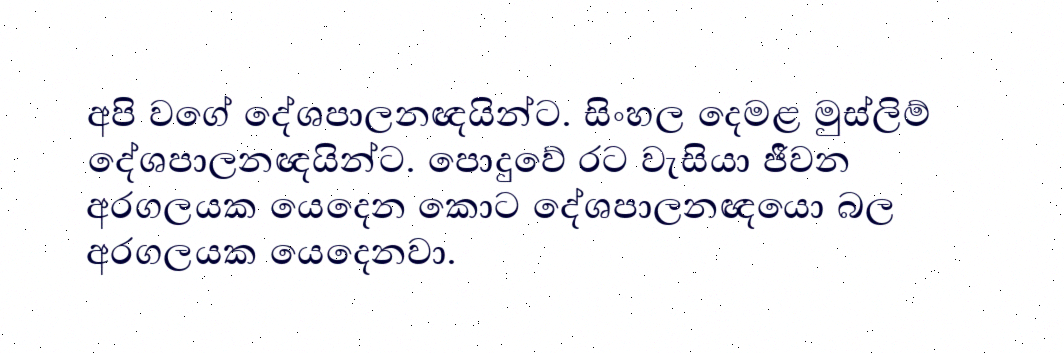 අපි වගේ දේශපාලනඥයින්ට. සිංහල දෙමළ මුස්ලිම්
දේශපාලනඥයින්ට. පොදුවේ රට වැසියා ජීවන
අරගලයක යෙදෙන කොට දේශපාලනඥයො බල
අරගලයක යෙදෙනවා.